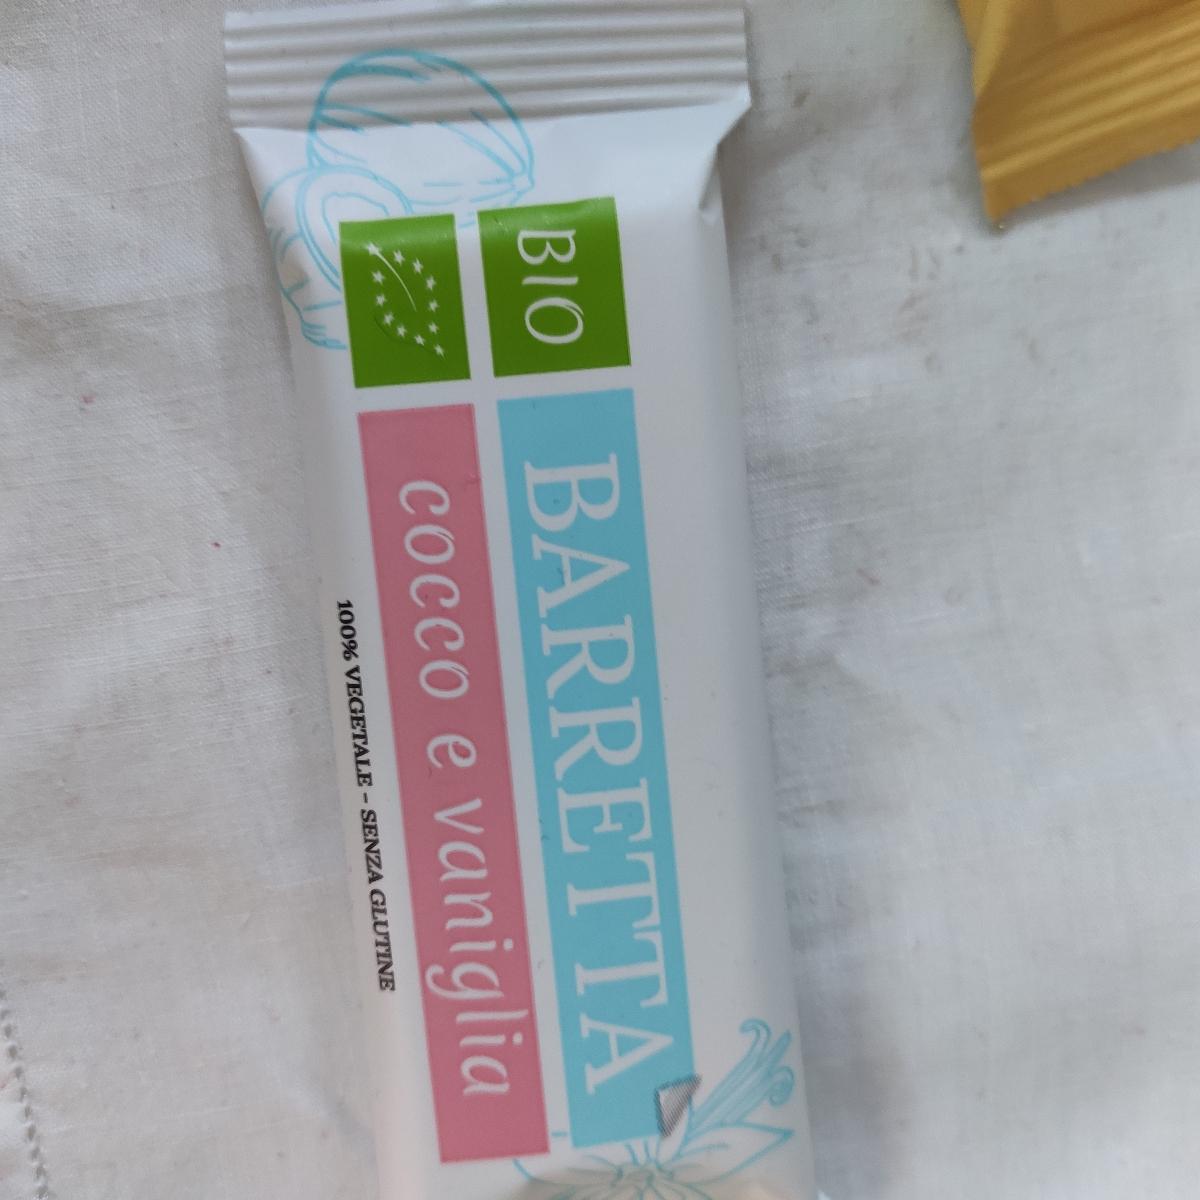 BIO
BARRETTA
cocco e vaniglia
100% VEGETALE – SENZA GLUTINE